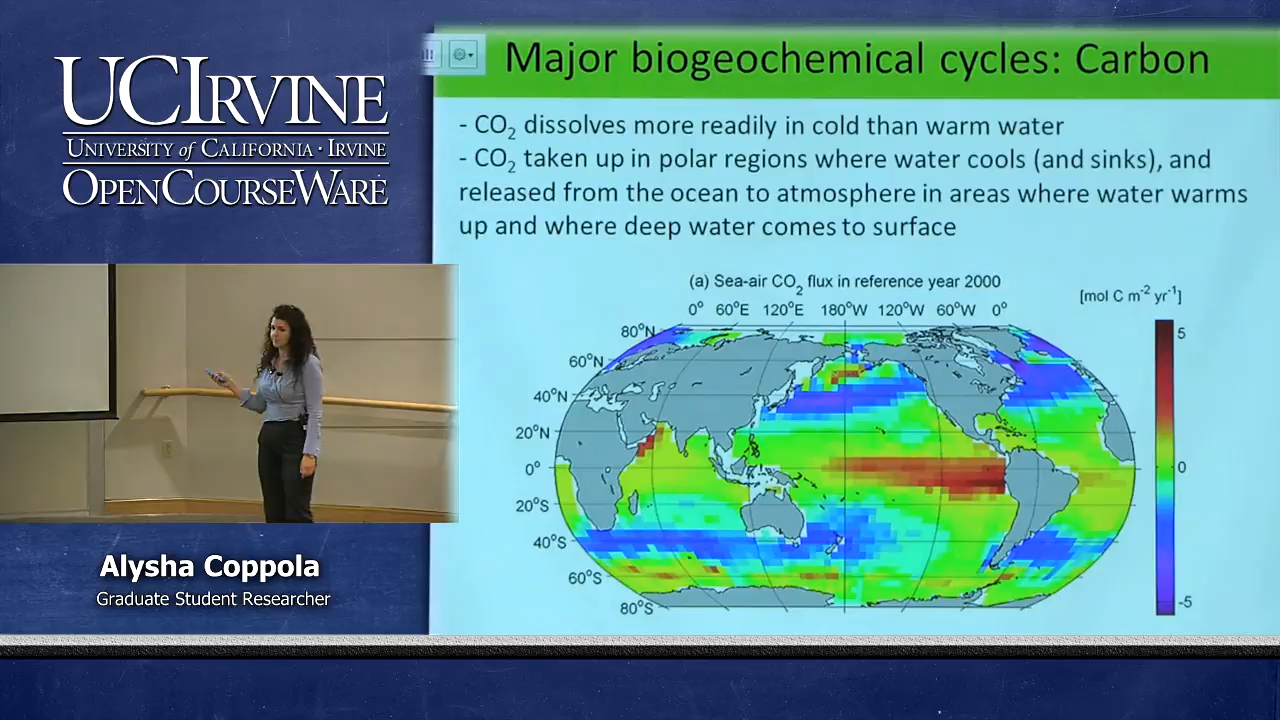 UCIRVINE
UNIVERSITY of CALIFORNIA · IRVINE
OPENCOURSEWARE
Major biogeochemical cycles: Carbon
- CO2 dissolves more readily in cold than warm water
- CO2 taken up in polar regions where water cools (and sinks), and
released from the ocean to atmosphere in areas where water warms
up and where deep water comes to surface
(a) Sea-air CO2 flux in reference year 2000
[mol C m-2 yr-1]
0° 60°E 120°E 180°W 120°W 60°W 0°
80°N
60°N
40°N
20°N
0°
20°S
40°S
60°S
80°S
5
0
-5
Alysha Coppola
Graduate Student Researcher